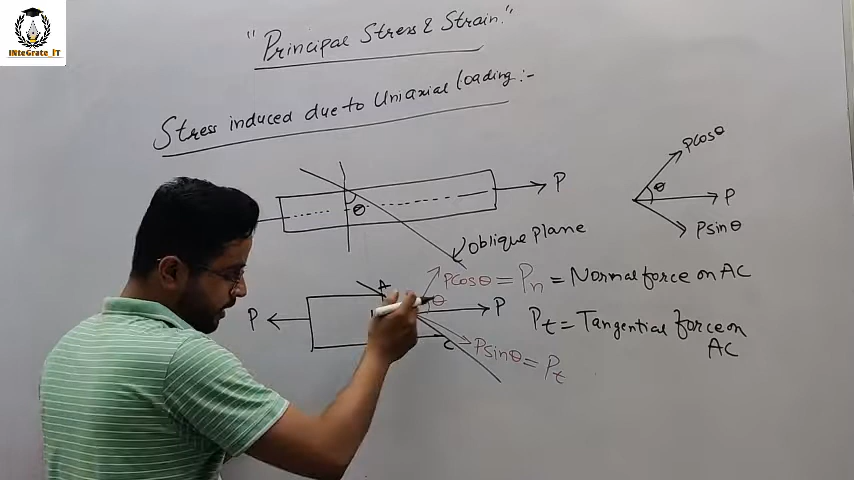 INteGrate_iT
"Principal Stress & Strain."
Stress induced due to Uniaxial loading:-
P
θ
oblique plane
Pcosθ
θ
P
Psinθ
A
P
θ
P
C
Pcosθ = Pn = Normal force on AC
Psinθ = Pt
Pt = Tangential force on
AC